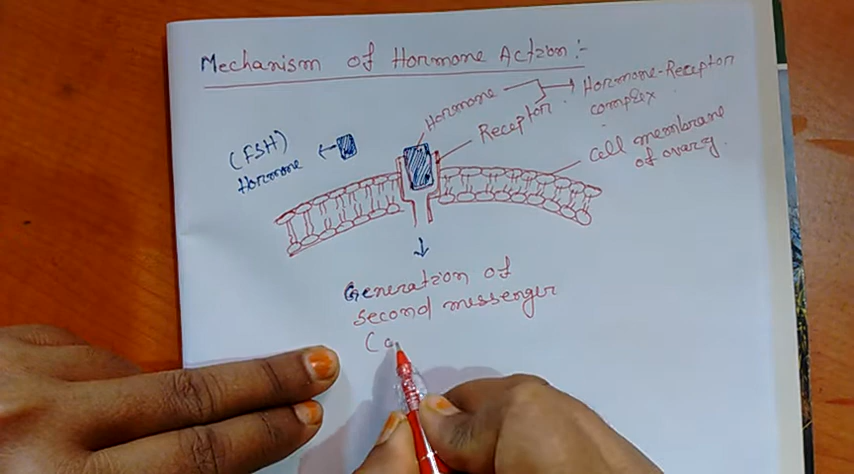 Mechanism of Hormone Action :-
Hormone
Receptor
Hormone-Receptor
complex
(FSH)
Hormone
Cell membrane
of ovary
Generation of
second messenger
(